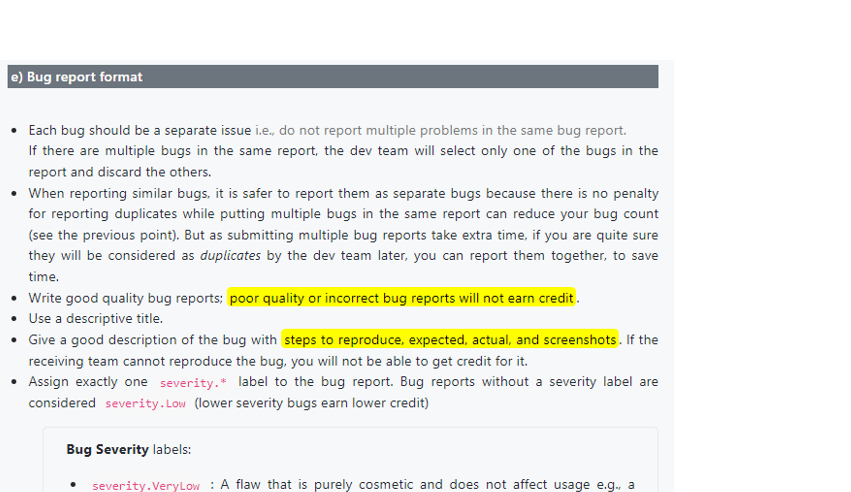 e) Bug report format
• Each bug should be a separate issue i.e., do not report multiple problems in the same bug report.
If there are multiple bugs in the same report, the dev team will select only one of the bugs in the
report and discard the others.
• When reporting similar bugs, it is safer to report them as separate bugs because there is no penalty
for reporting duplicates while putting multiple bugs in the same report can reduce your bug count
(see the previous point). But as submitting multiple bug reports take extra time, if you are quite sure
they will be considered as duplicates by the dev team later, you can report them together, to save
time.
• Write good quality bug reports; poor quality or incorrect bug reports will not earn credit.
• Use a descriptive title.
• Give a good description of the bug with steps to reproduce, expected, actual, and screenshots. If the
receiving team cannot reproduce the bug, you will not be able to get credit for it.
• Assign exactly one severity.* label to the bug report. Bug reports without a severity label are
considered severity.Low (lower severity bugs earn lower credit)
Bug Severity labels:
• severity.VeryLow : A flaw that is purely cosmetic and does not affect usage e.g., a